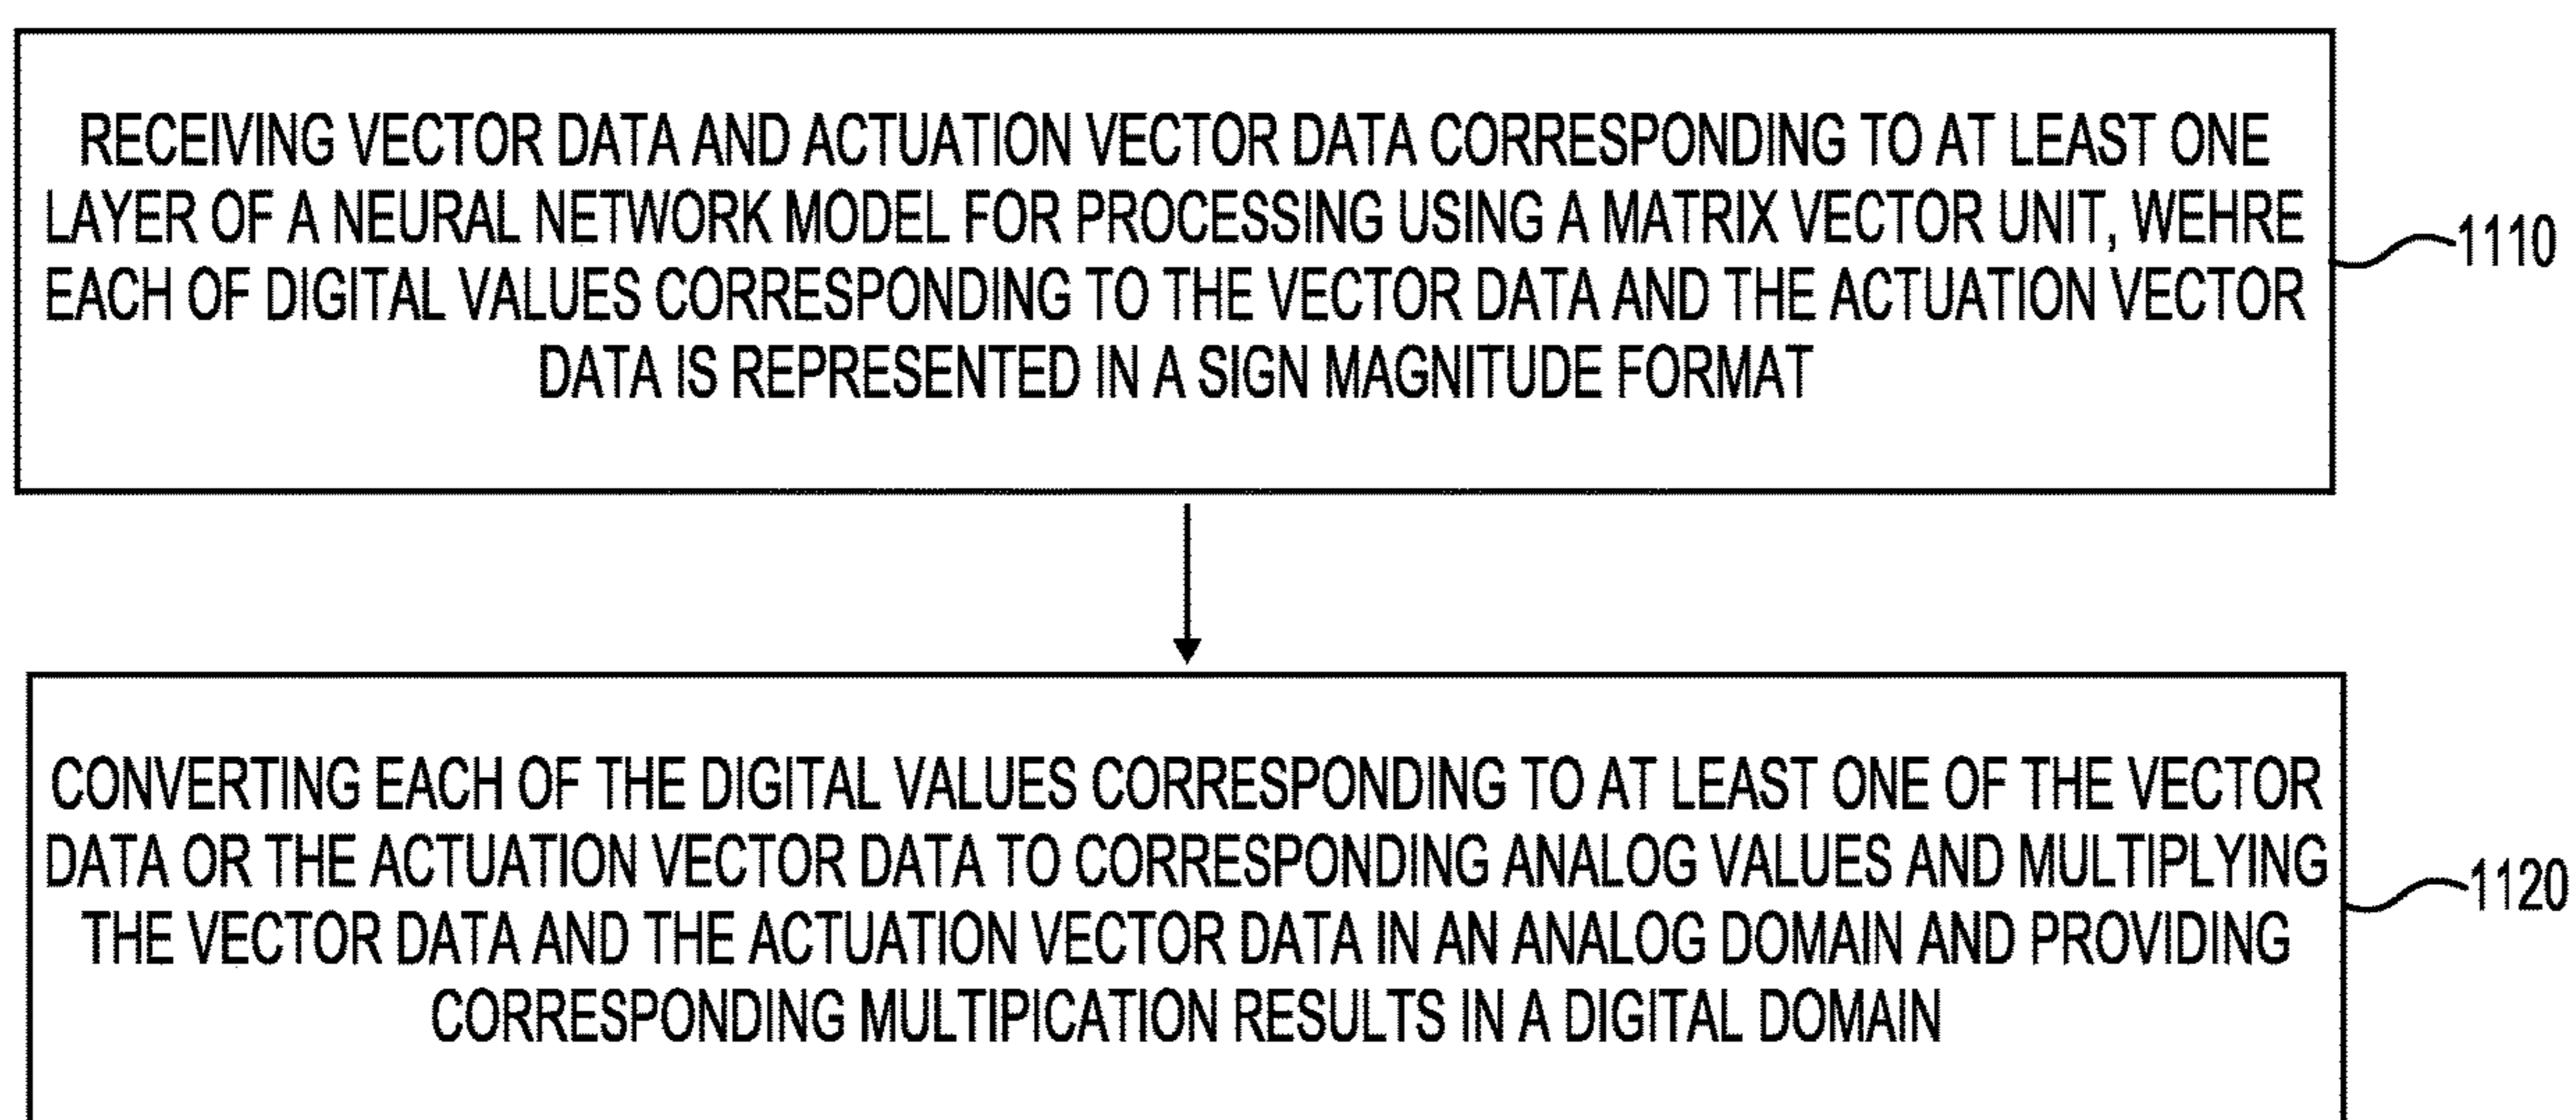 RECEIVING VECTOR DATA AND ACTUATION VECTOR DATA CORRESPONDING TO AT LEAST ONE
LAYER OF A NEURAL NETWORK MODEL FOR PROCESSING USING A MATRIX VECTOR UNIT, WEHRE
EACH OF DIGITAL VALUES CORRESPONDING TO THE VECTOR DATA AND THE ACTUATION VECTOR
DATA IS REPRESENTED IN A SIGN MAGNITUDE FORMAT
1110
CONVERTING EACH OF THE DIGITAL VALUES CORRESPONDING TO AT LEAST ONE OF THE VECTOR
DATA OR THE ACTUATION VECTOR DATA TO CORRESPONDING ANALOG VALUES AND MULTIPLYING
THE VECTOR DATA AND THE ACTUATION VECTOR DATA IN AN ANALOG DOMAIN AND PROVIDING
CORRESPONDING MULTIPICATION RESULTS IN A DIGITAL DOMAIN
1120